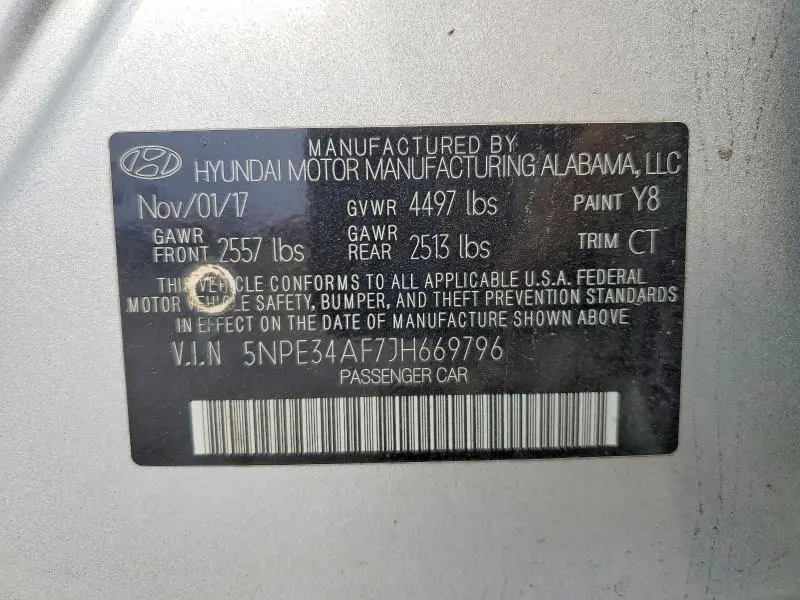 MANUFACTURED BY
HYUNDAI MOTOR MANUFACTURING ALABAMA, LLC
Nov/01/17 GVWR 4497 lbs PAINT Y8
GAWR FRONT 2557 lbs GAWR REAR 2513 lbs TRIM CT
THIS VEHICLE CONFORMS TO ALL APPLICABLE U.S.A. FEDERAL
MOTOR VEHICLE SAFETY, BUMPER, AND THEFT PREVENTION STANDARDS
IN EFFECT ON THE DATE OF MANUFACTURE SHOWN ABOVE
V.I.N 5NPE34AF7JH669796
PASSENGER CAR